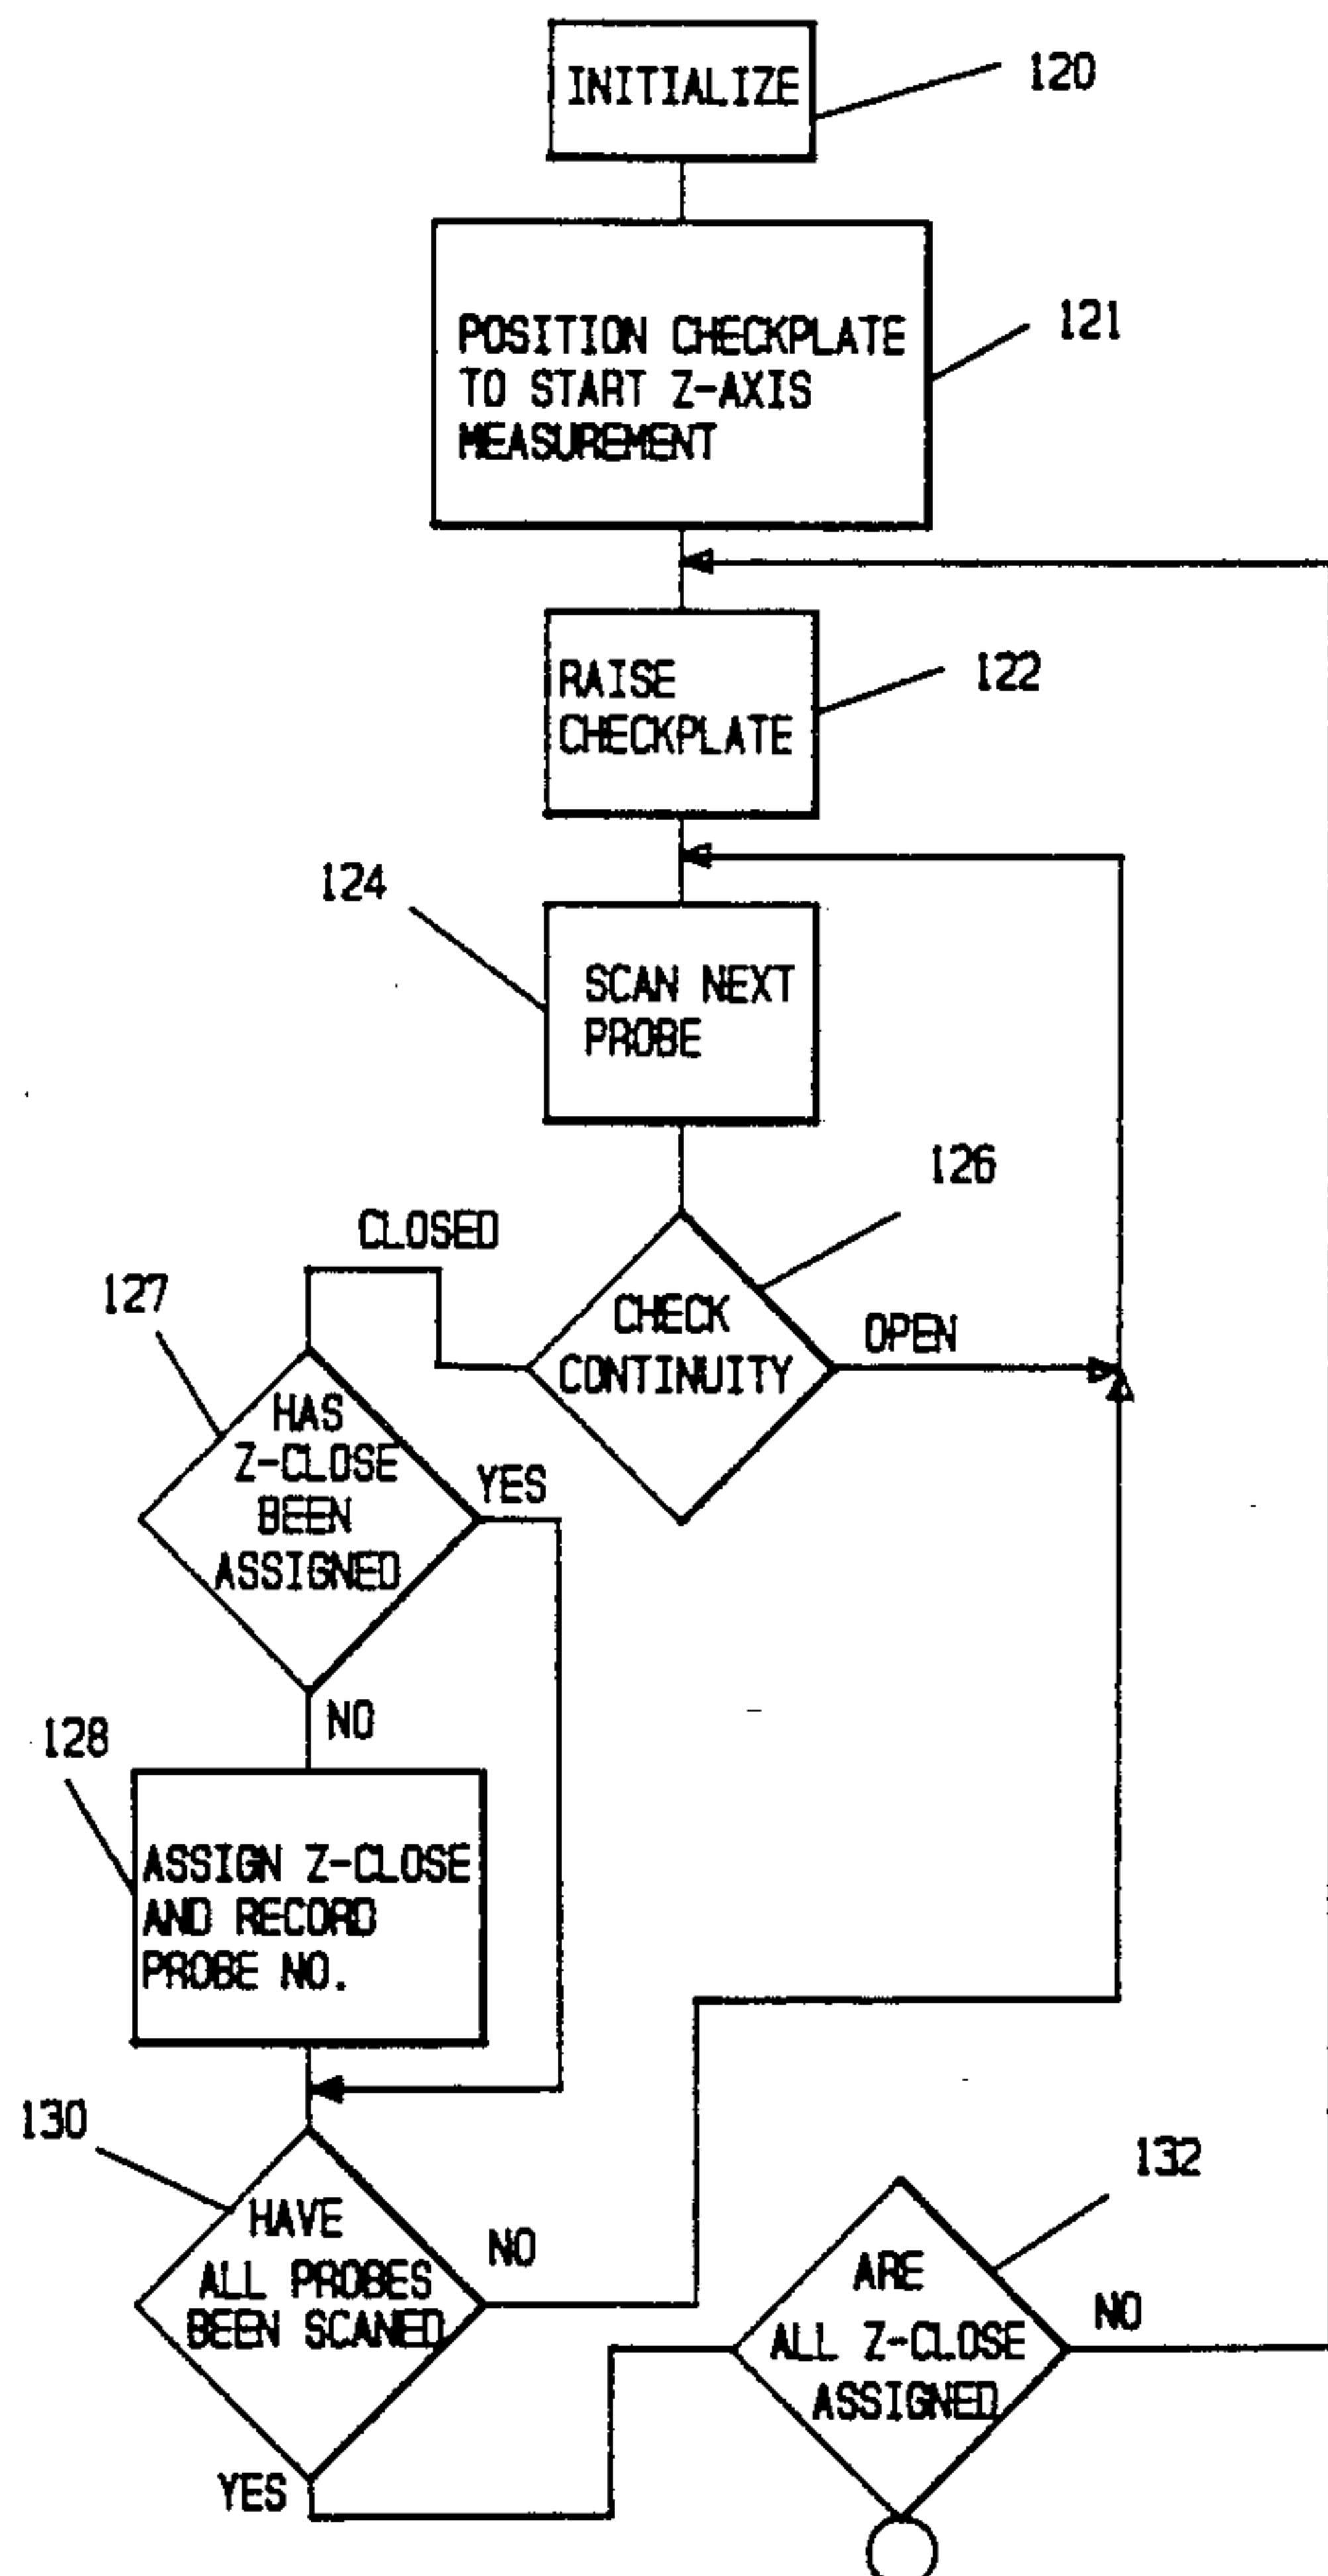 INITIALIZE
120
POSITION CHECKPLATE
TO START Z-AXIS
MEASUREMENT
121
RAISE
CHECKPLATE
122
124
SCAN NEXT
PROBE
126
CLOSED
CHECK
CONTINUITY
OPEN
127
HAS
Z-CLOSE
BEEN
ASSIGNED
YES
NO
128
ASSIGN Z-CLOSE
AND RECORD
PROBE NO.
130
HAVE
ALL PROBES
BEEN SCANED
NO
YES
132
ARE
ALL Z-CLOSE
ASSIGNED
NO